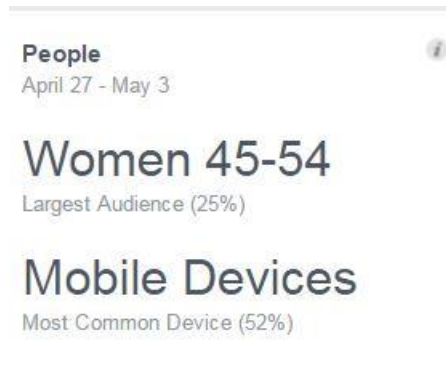 People
April 27 - May 3
Women 45-54
Largest Audience (25%)
Mobile Devices
Most Common Device (52%)